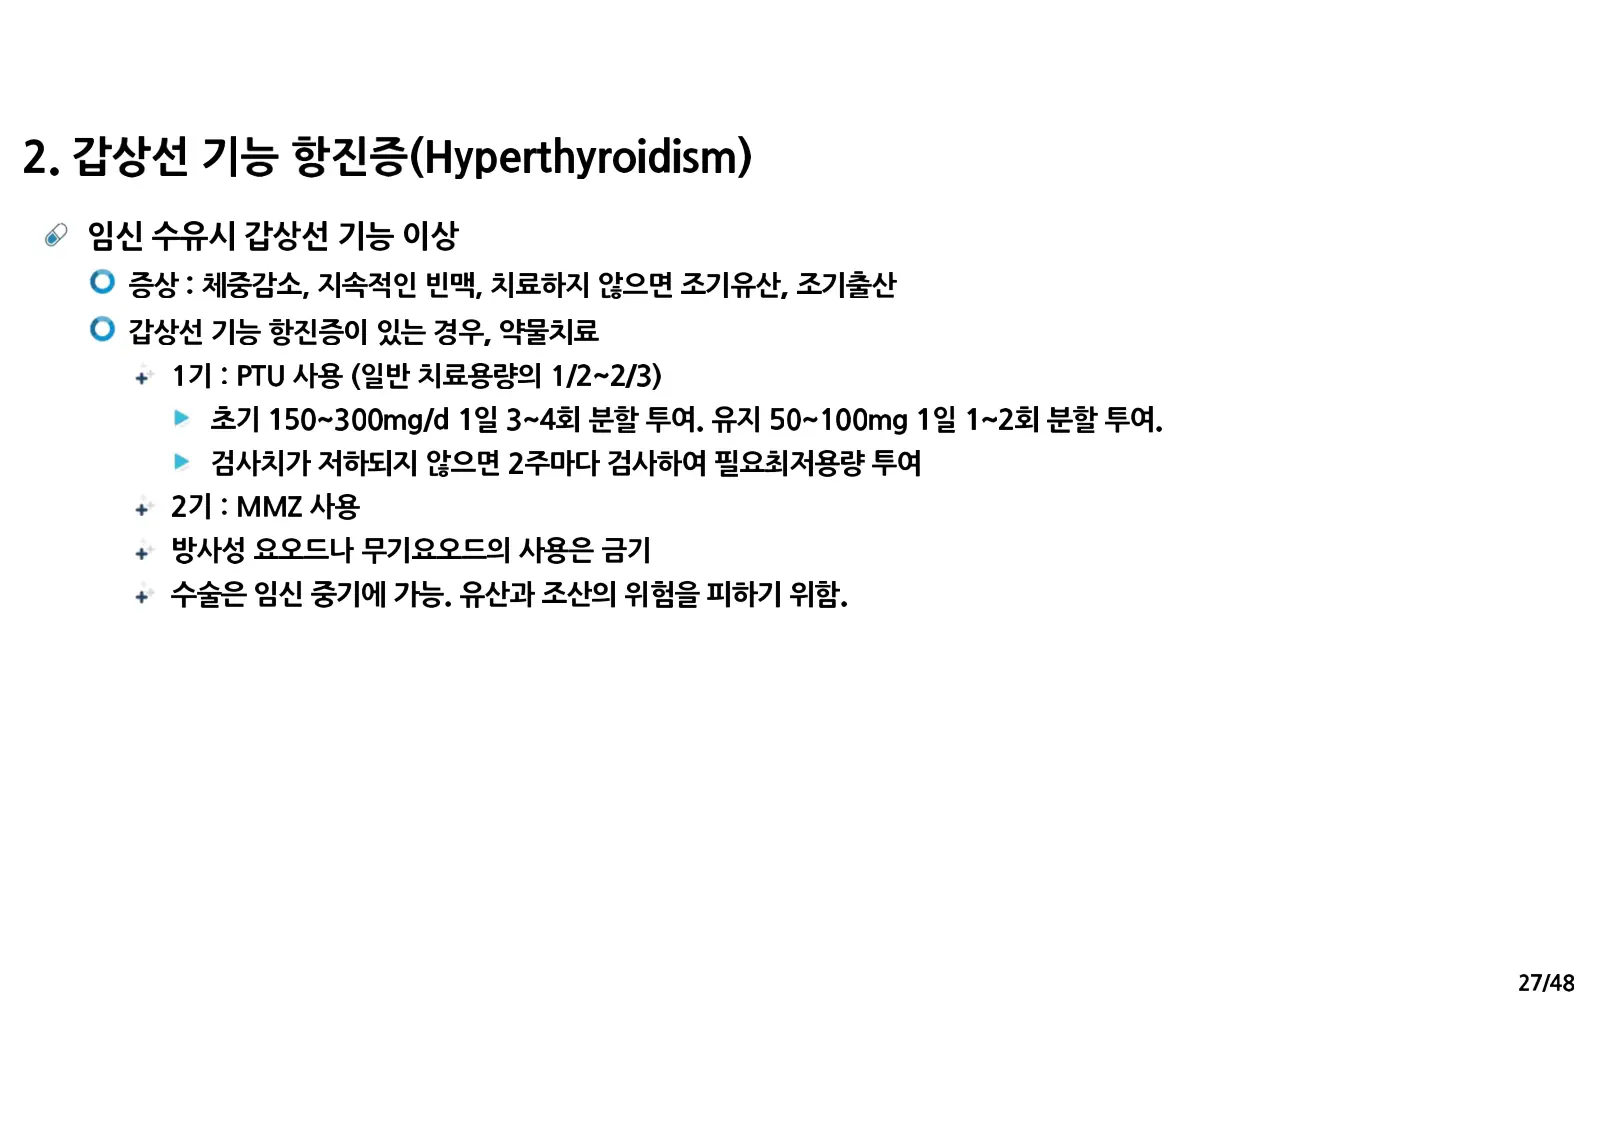 2. 갑상선 기능 항진증(Hyperthyroidism)
임신 수유시 갑상선 기능 이상
증상 : 체중감소, 지속적인 빈맥, 치료하지 않으면 조기유산, 조기출산
갑상선 기능 항진증이 있는 경우, 약물치료
1기 : PTU 사용 (일반 치료용량의 1/2~2/3)
초기 150~300mg/d 1일 3~4회 분할 투여. 유지 50~100mg 1일 1~2회 분할 투여.
검사치가 저하되지 않으면 2주마다 검사하여 필요최저용량 투여
2기 : MMZ 사용
방사성 요오드나 무기요오드의 사용은 금기
수술은 임신 중기에 가능. 유산과 조산의 위험을 피하기 위함.
27/48